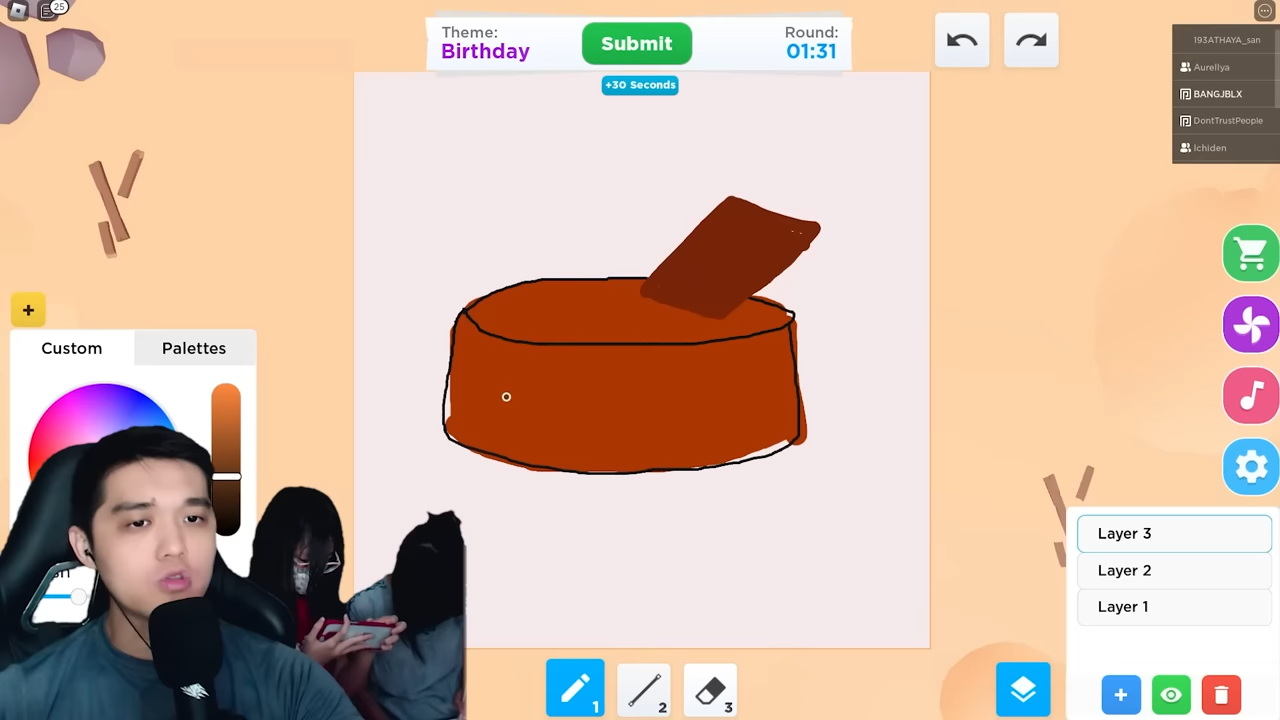 25
Theme:
Birthday
Submit
Round:
01:31
+30 Seconds
193ATHAYA_san
Aurellya
BANGJBLX
DontTrustPeople
Ichiden
+
Custom
Palettes
Layer 3
Layer 2
Layer 1
1
2
3
+